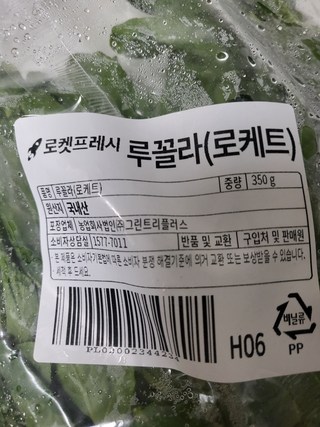 로켓프레시 루꼴라(로케트)
품명 루꼴라(로케트) 중량 350 g
원산지 국내산
포장업체 농업회사법인㈜그린트리플러스
소비자상담실 1577-7011 반품 및 교환 구입처 및 판매원
· 본 제품은 소비자기본법에 따른 소비자 분쟁 해결기준에 의거 교환 또는 보상받을 수 있습니다.
· 세척 후 드세요.
H06
비닐류
PP